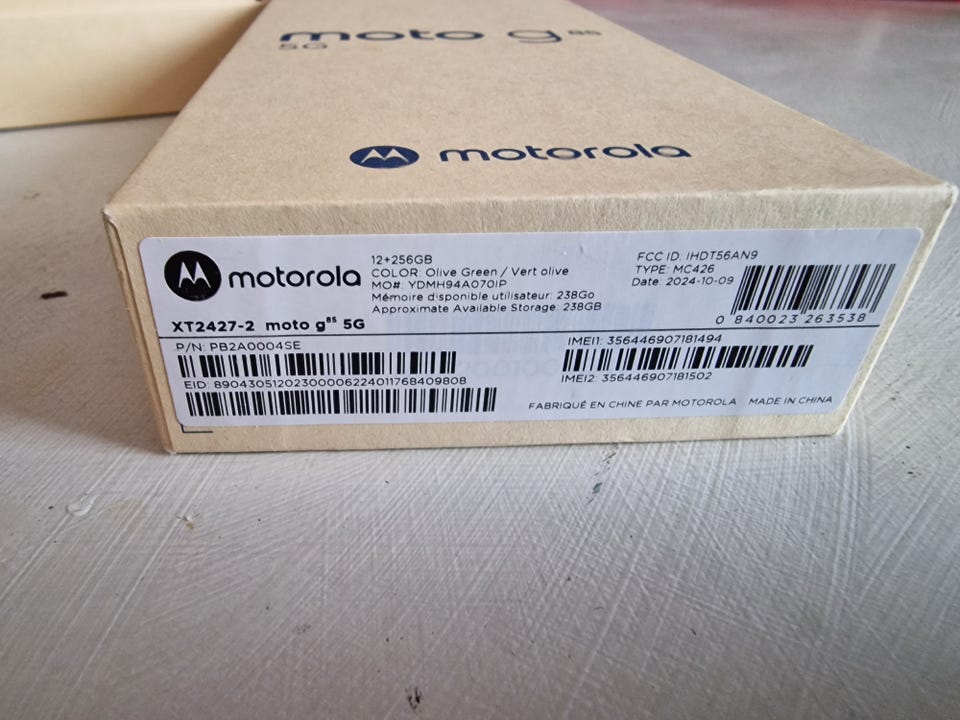 moto g85
5G
motorola
motorola
12+256GB
COLOR: Olive Green / Vert olive
MO#: YDMH94A070IP
Mémoire disponible utilisateur: 238Go
Approximate Available Storage: 238GB
FCC ID: IHDT56AN9
TYPE: MC426
Date: 2024-10-09
0 840023 263538
XT2427-2 moto g85 5G
P/N: PB2A0004SE
EID: 89043051202300006224011768409808
IMEI1: 356446907181494
IMEI2: 356446907181502
FABRIQUÉ EN CHINE PAR MOTOROLA MADE IN CHINA